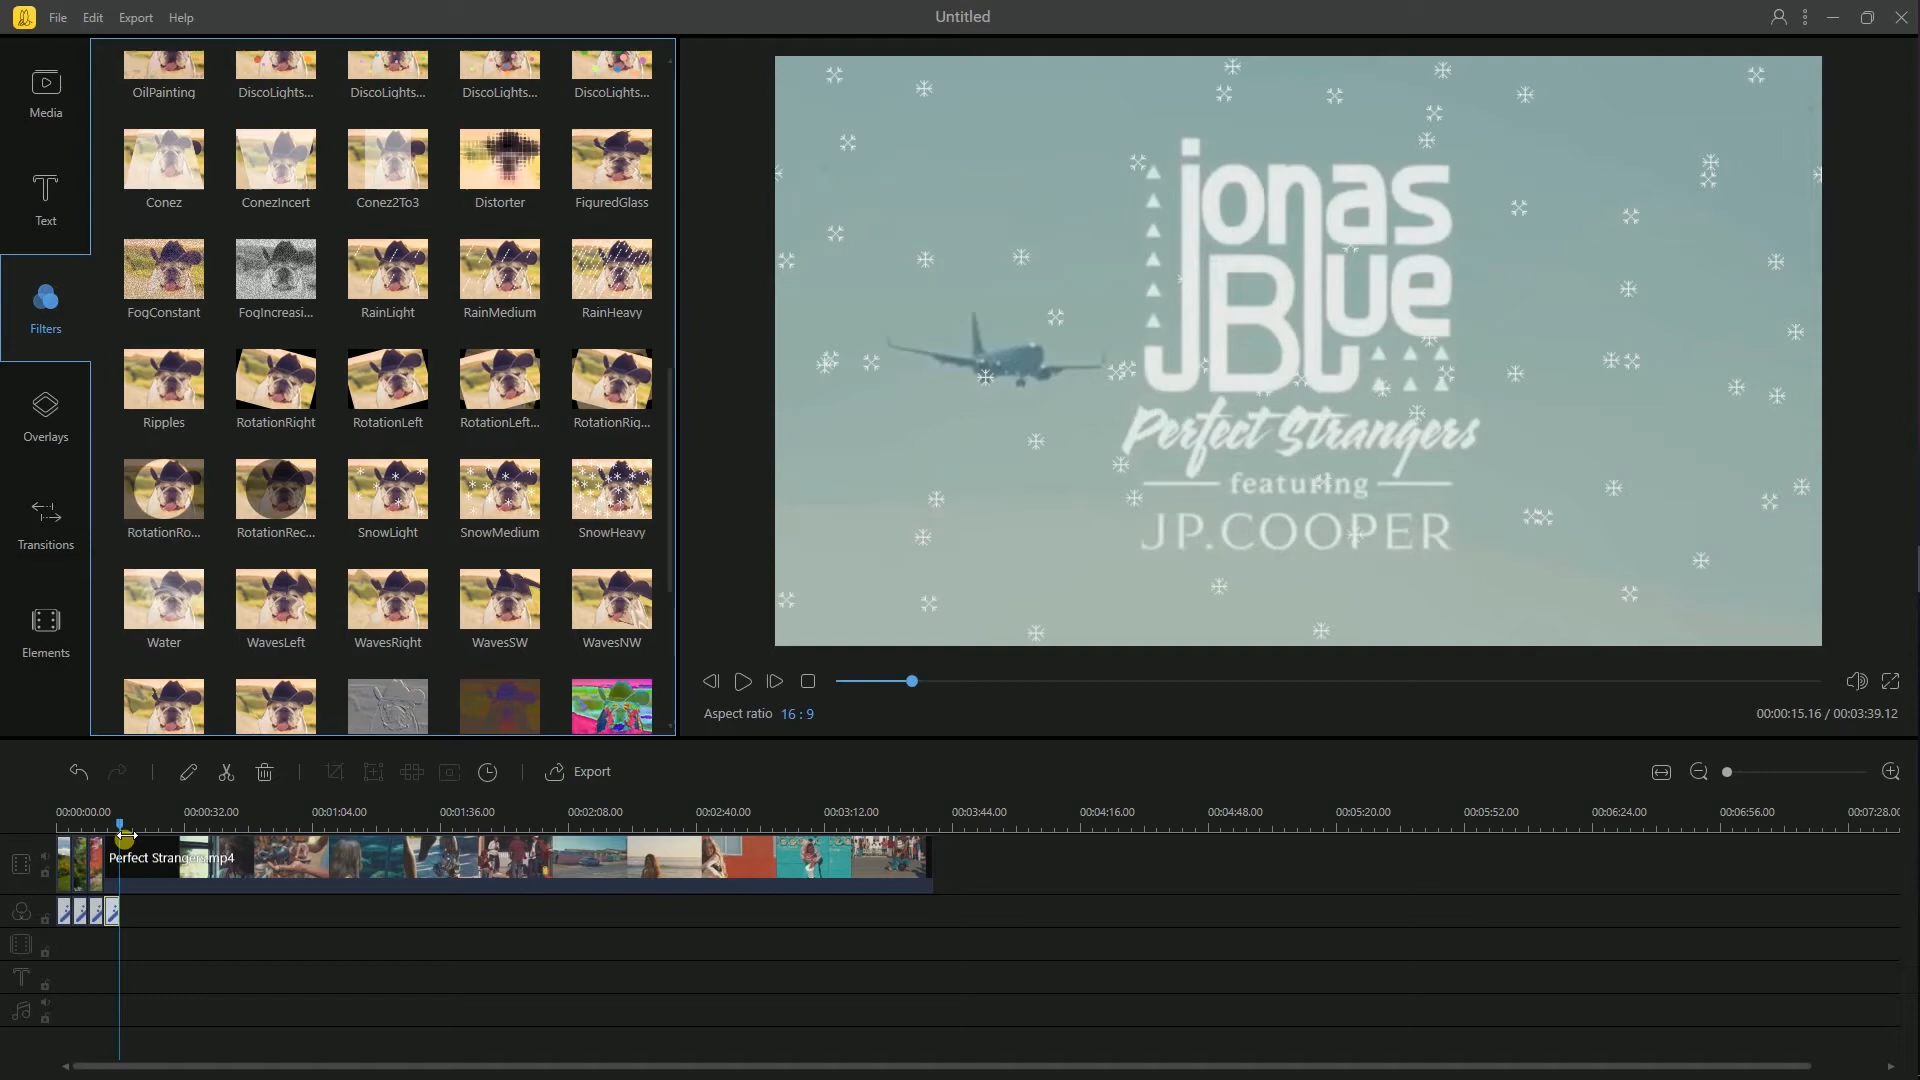 File Edit Export Help
Untitled
Media
Text
Filters
Overlays
Transitions
Elements
OilPainting DiscoLights... DiscoLights... DiscoLights... DiscoLights...
Conez ConezIncert Conez2To3 Distorter FiguredGlass
FogConstant FogIncreasi... RainLight RainMedium RainHeavy
Ripples RotationRight RotationLeft RotationLeft... RotationRig...
RotationRo... RotationRec... SnowLight SnowMedium SnowHeavy
Water WavesLeft WavesRight WavesSW WavesNW
jonas
Blue
Perfect Strangers
featuring
JP.COOPER
Aspect ratio 16 : 9
00:00:15.16 / 00:03:39.12
Export
00:00:00.00 00:00:32.00 00:01:04.00 00:01:36.00 00:02:08.00 00:02:40.00 00:03:12.00 00:03:44.00 00:04:16.00 00:04:48.00 00:05:20.00 00:05:52.00 00:06:24.00 00:06:56.00 00:07:28.0
Perfect Strangers.mp4